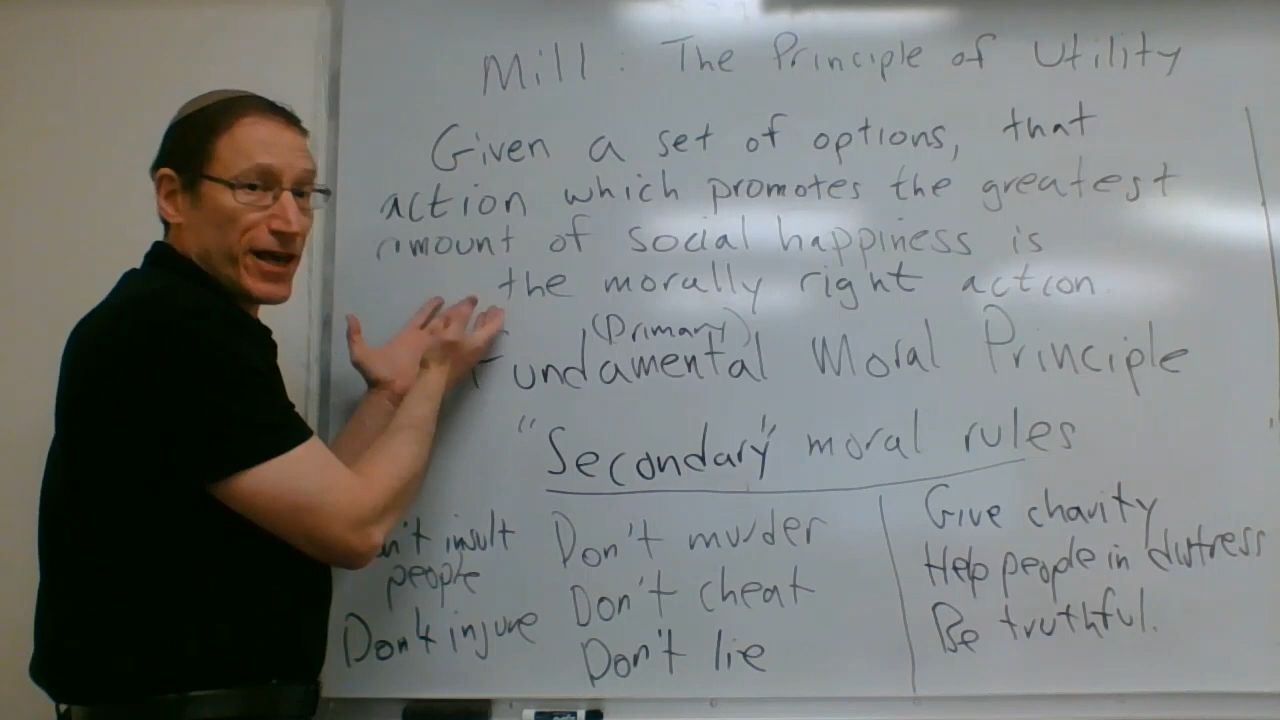 Mill: The Principle of Utility
Given a set of options, that
action which promotes the greatest
amount of social happiness is
the morally right action
(Primary)
Fundamental Moral Principle
"Secondary" moral rules
insult
people
Don't injure
Don't murder
Don't cheat
Don't lie
Give charity
Help people in distress
Be truthful.